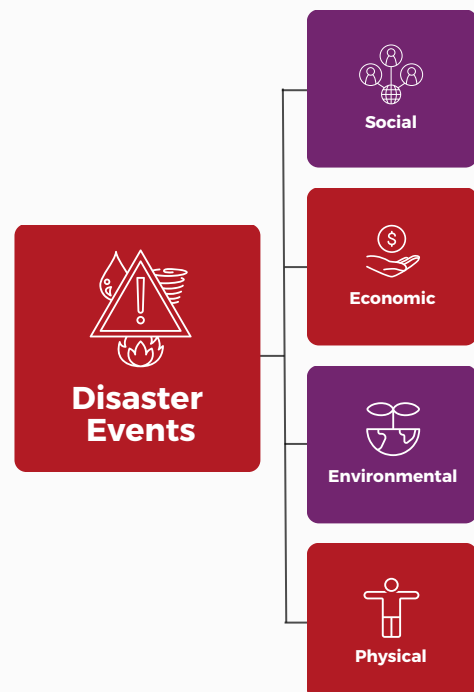 Social
Economic
Disaster
Events
Environmental
Physical